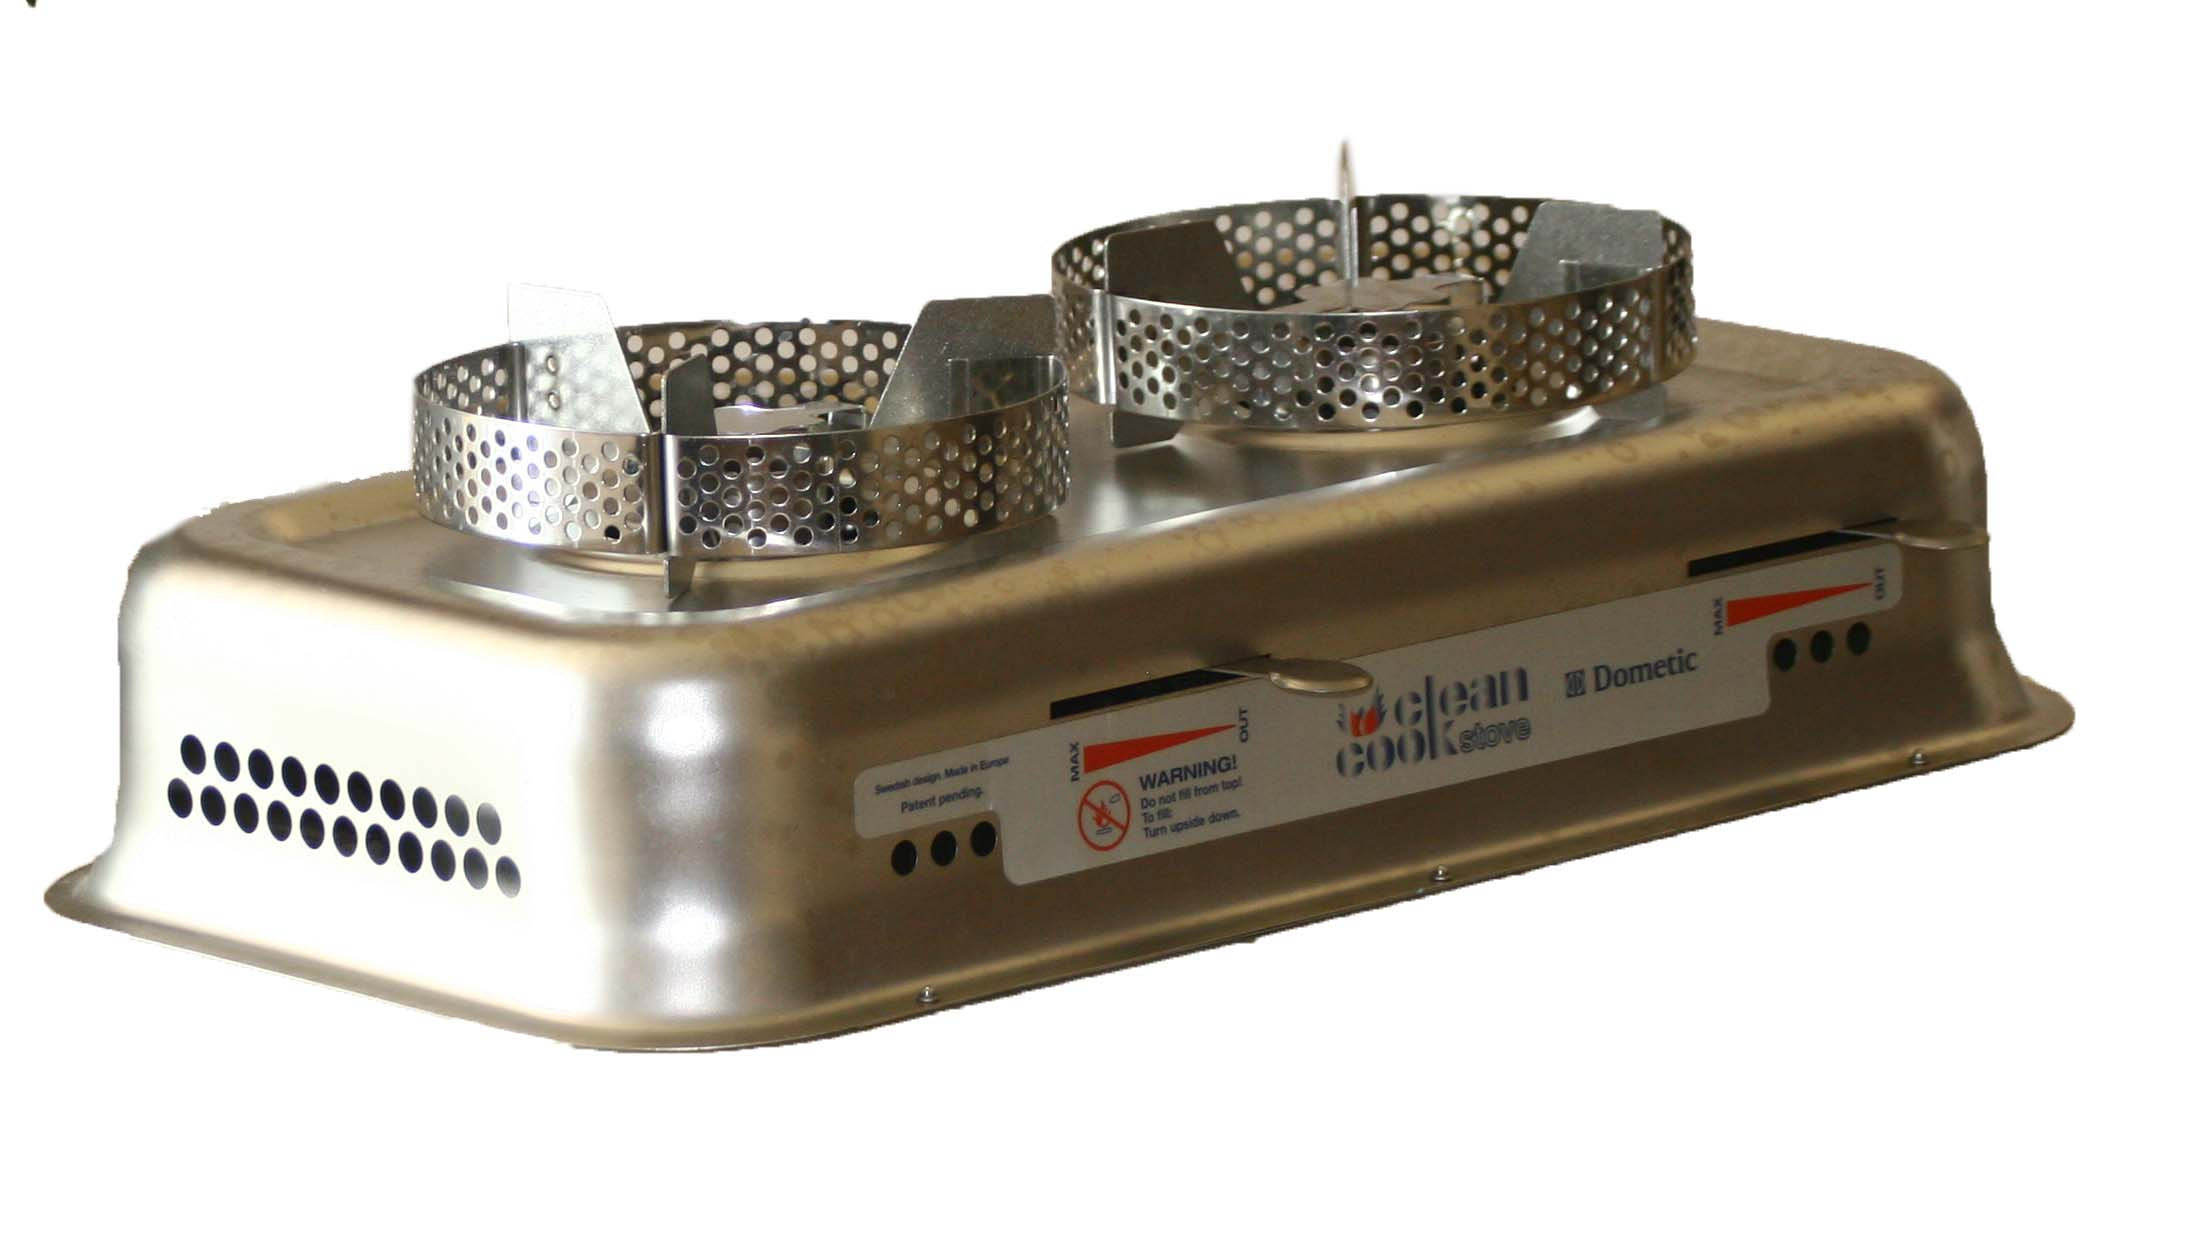 Swedish design. Made in Europe
Patent pending.
MAX
OUT
WARNING!
Do not fill from top!
To fill:
Turn upside down.
clean
cook stove
Dometic
MAX
OUT